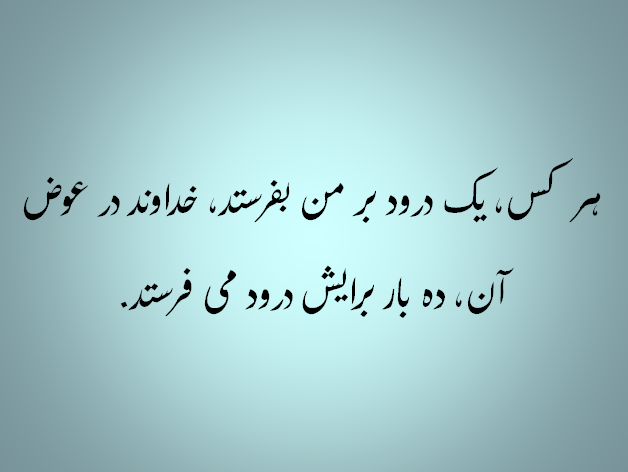 هر کس، یک درود بر من بفرستد، خداوند در عوض
آن، ده بار برایش درود می فرستد.